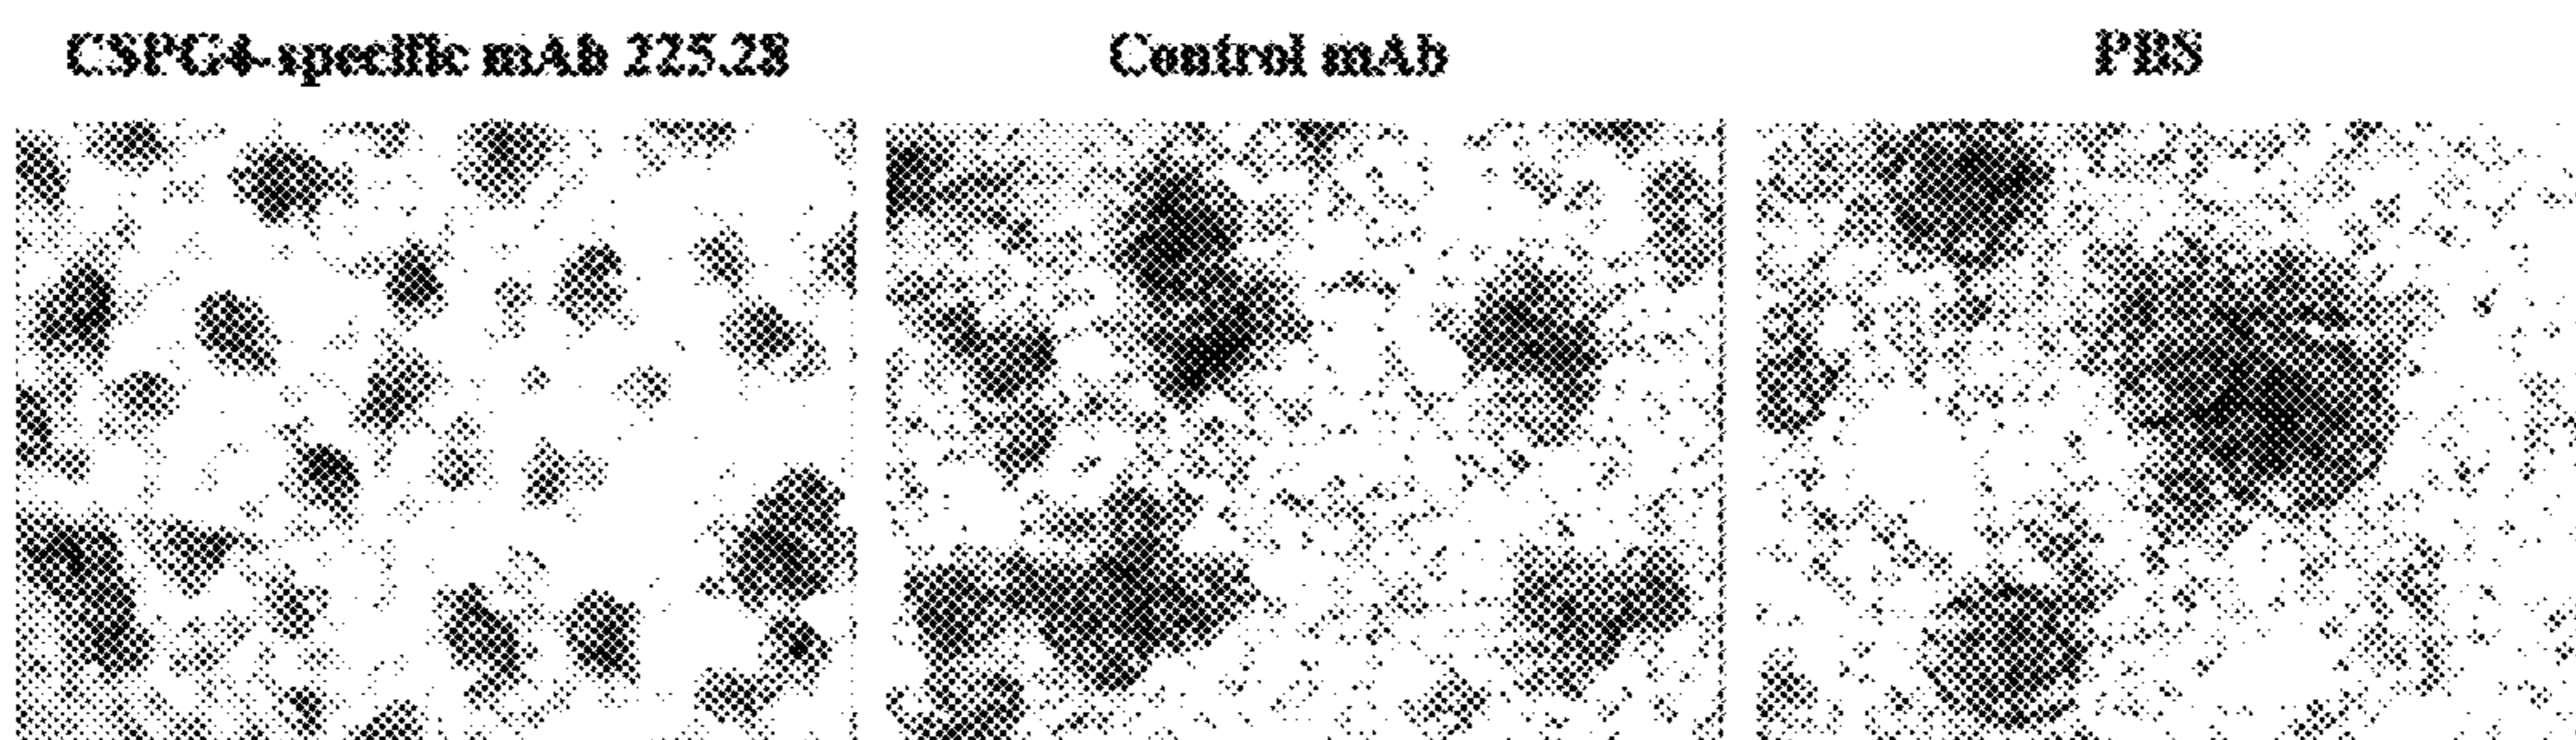 CSPG4-specific mAb 225.28
Control mAb
PBS